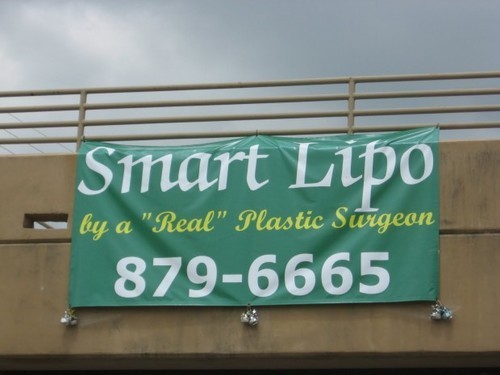 Smart Lipo
by a "Real" Plastic Surgeon
879-6665